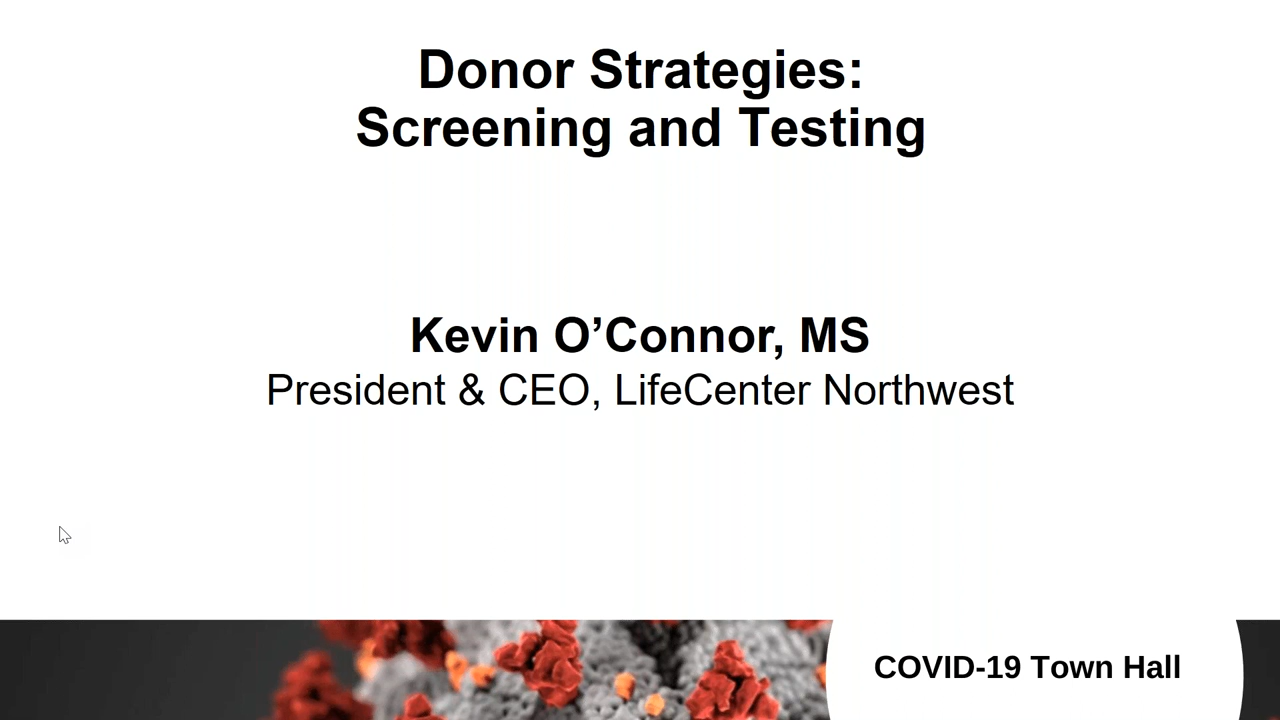 Donor Strategies:
Screening and Testing
Kevin O’Connor, MS
President & CEO, LifeCenter Northwest
COVID-19 Town Hall